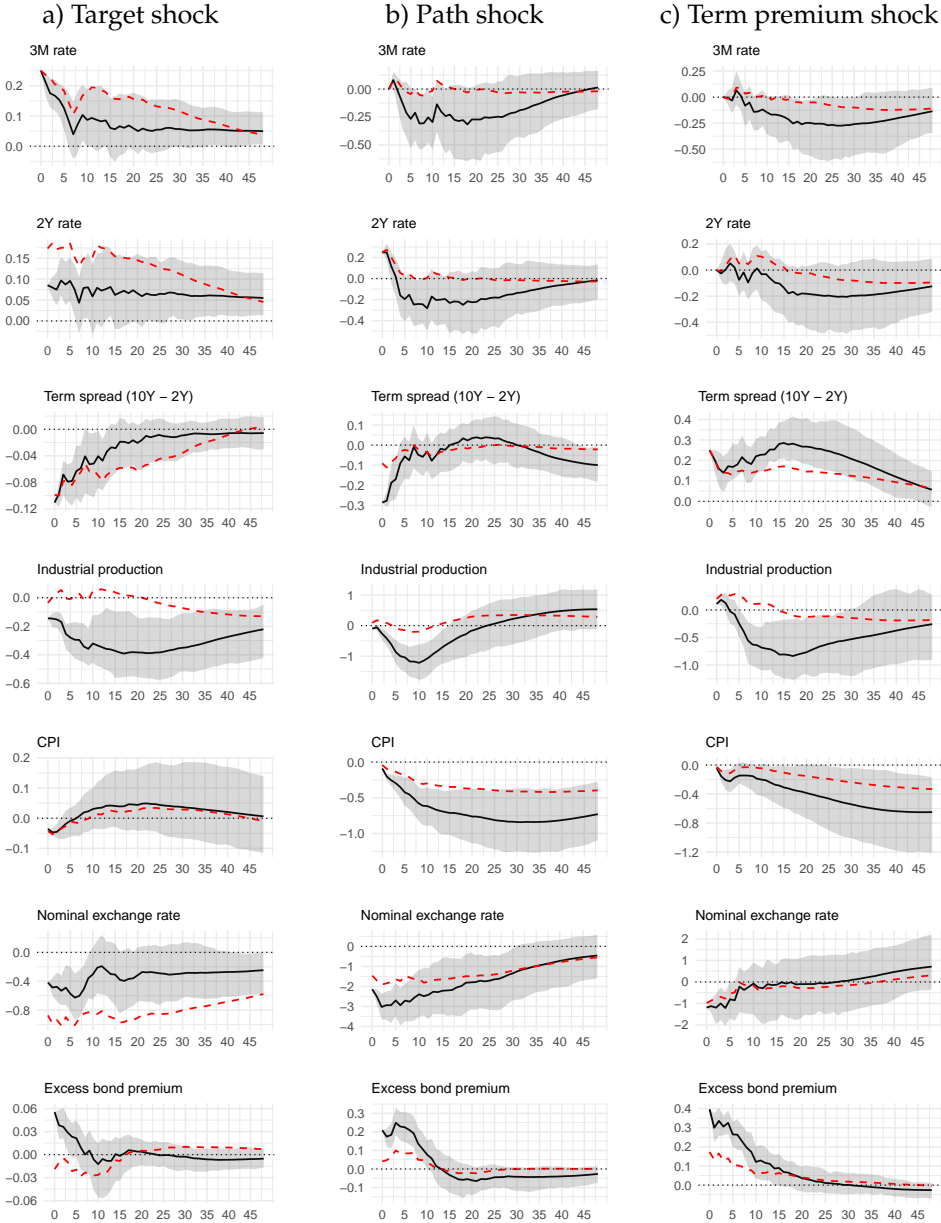 a) Target shock
b) Path shock
c) Term premium shock
3M rate
0.2
0.1
0.0
0 5 10 15 20 25 30 35 40 45
3M rate
0.00
−0.25
−0.50
0 5 10 15 20 25 30 35 40 45
3M rate
0.25
0.00
−0.25
−0.50
0 5 10 15 20 25 30 35 40 45
2Y rate
0.15
0.10
0.05
0.00
0 5 10 15 20 25 30 35 40 45
2Y rate
0.2
0.0
−0.2
−0.4
0 5 10 15 20 25 30 35 40 45
2Y rate
0.2
0.0
−0.2
−0.4
0 5 10 15 20 25 30 35 40 45
Term spread (10Y − 2Y)
0.00
−0.04
−0.08
−0.12
0 5 10 15 20 25 30 35 40 45
Term spread (10Y − 2Y)
0.1
0.0
−0.1
−0.2
−0.3
0 5 10 15 20 25 30 35 40 45
Term spread (10Y − 2Y)
0.4
0.3
0.2
0.1
0.0
0 5 10 15 20 25 30 35 40 45
Industrial production
0.0
−0.2
−0.4
−0.6
0 5 10 15 20 25 30 35 40 45
Industrial production
1
0
−1
0 5 10 15 20 25 30 35 40 45
Industrial production
0.0
−0.5
−1.0
0 5 10 15 20 25 30 35 40 45
CPI
0.2
0.1
0.0
−0.1
0 5 10 15 20 25 30 35 40 45
CPI
0.0
−0.5
−1.0
0 5 10 15 20 25 30 35 40 45
CPI
0.0
−0.4
−0.8
−1.2
0 5 10 15 20 25 30 35 40 45
Nominal exchange rate
0.0
−0.4
−0.8
0 5 10 15 20 25 30 35 40 45
Nominal exchange rate
0
−1
−2
−3
−4
0 5 10 15 20 25 30 35 40 45
Nominal exchange rate
2
1
0
−1
−2
0 5 10 15 20 25 30 35 40 45
Excess bond premium
0.06
0.03
0.00
−0.03
−0.06
0 5 10 15 20 25 30 35 40 45
Excess bond premium
0.3
0.2
0.1
0.0
−0.1
0 5 10 15 20 25 30 35 40 45
Excess bond premium
0.4
0.3
0.2
0.1
0.0
0 5 10 15 20 25 30 35 40 45